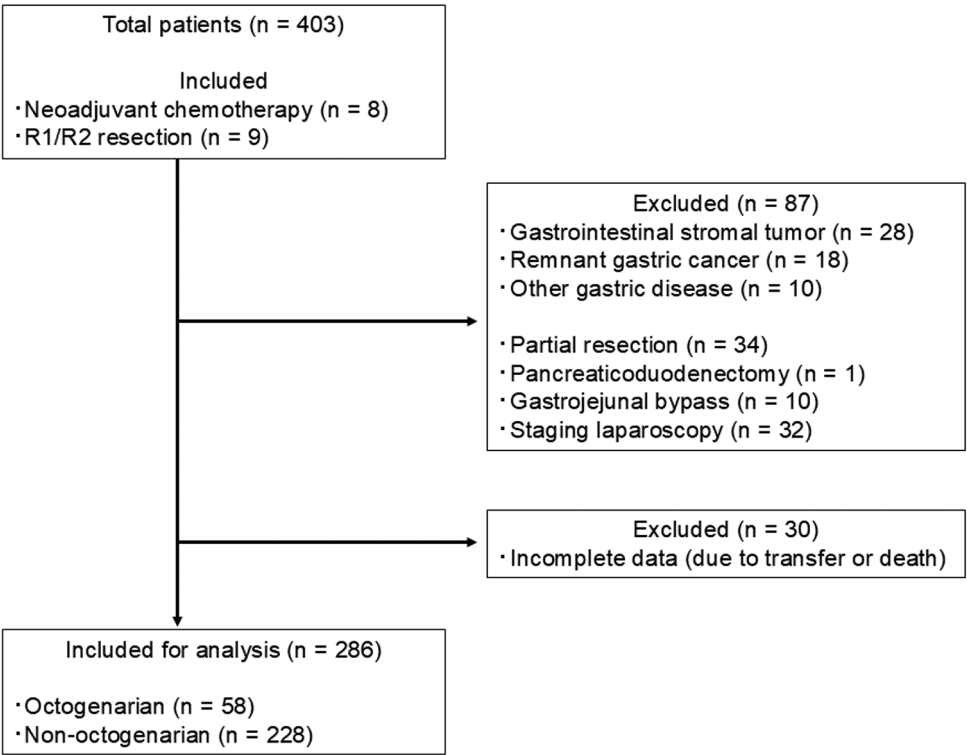 Total patients (n = 403)
Included
・Neoadjuvant chemotherapy (n = 8)
・R1/R2 resection (n = 9)
Excluded (n = 87)
・Gastrointestinal stromal tumor (n = 28)
・Remnant gastric cancer (n = 18)
・Other gastric disease (n = 10)
・Partial resection (n = 34)
・Pancreaticoduodenectomy (n = 1)
・Gastrojejunal bypass (n = 10)
・Staging laparoscopy (n = 32)
Excluded (n = 30)
・Incomplete data (due to transfer or death)
Included for analysis (n = 286)
・Octogenarian (n = 58)
・Non-octogenarian (n = 228)